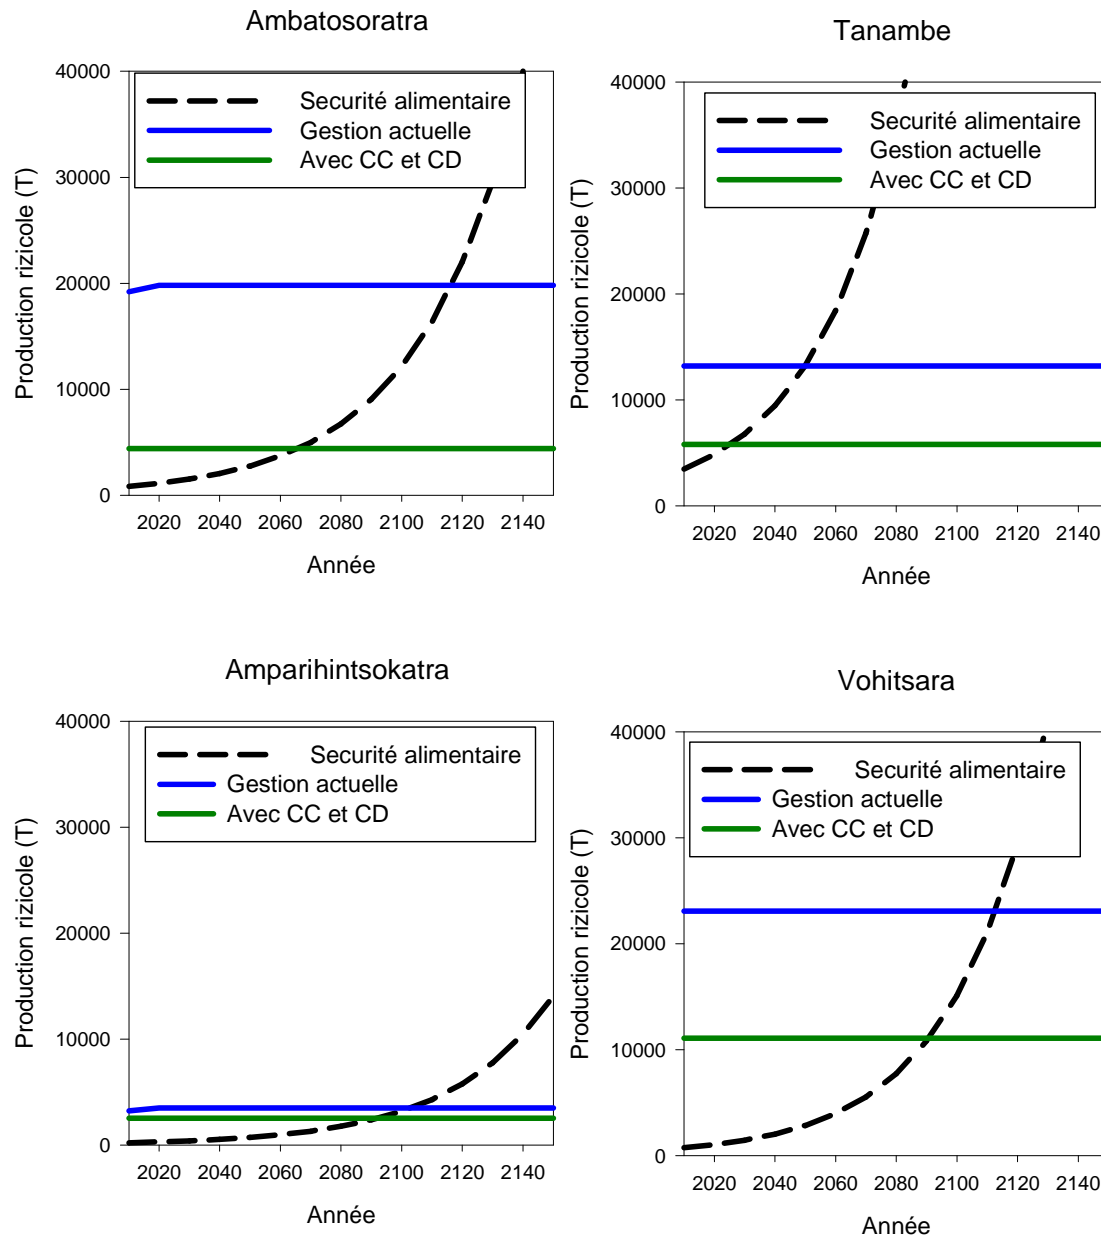 Ambatosoratra
40000
30000
20000
10000
0
Production rizicole (T)
Securité alimentaire
Gestion actuelle
Avec CC et CD
2020 2040 2060 2080 2100 2120 2140
Année
Tanambe
40000
30000
20000
10000
0
Production rizicole (T)
Securité alimentaire
Gestion actuelle
Avec CC et CD
2020 2040 2060 2080 2100 2120 2140
Année
Amparihintsokatra
40000
30000
20000
10000
0
Production rizicole (T)
Securité alimentaire
Gestion actuelle
Avec CC et CD
2020 2040 2060 2080 2100 2120 2140
Année
Vohitsara
40000
30000
20000
10000
0
Production rizicole (T)
Securité alimentaire
Gestion actuelle
Avec CC et CD
2020 2040 2060 2080 2100 2120 2140
Année